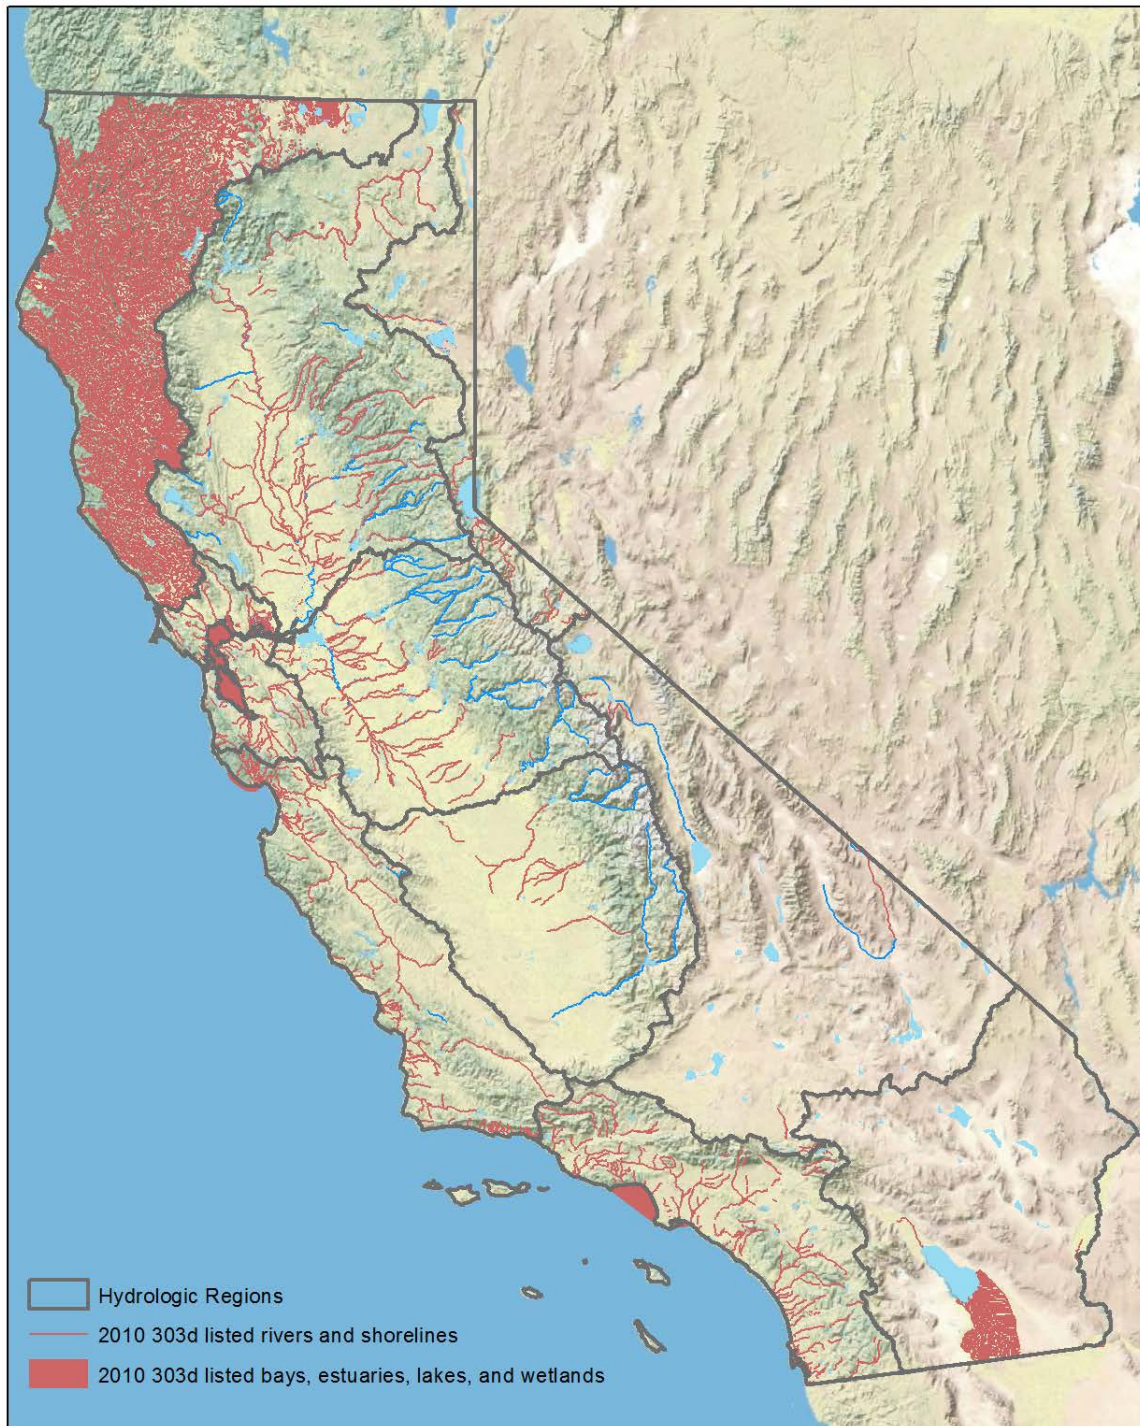 Hydrologic Regions
2010 303d listed rivers and shorelines
2010 303d listed bays, estuaries, lakes, and wetlands